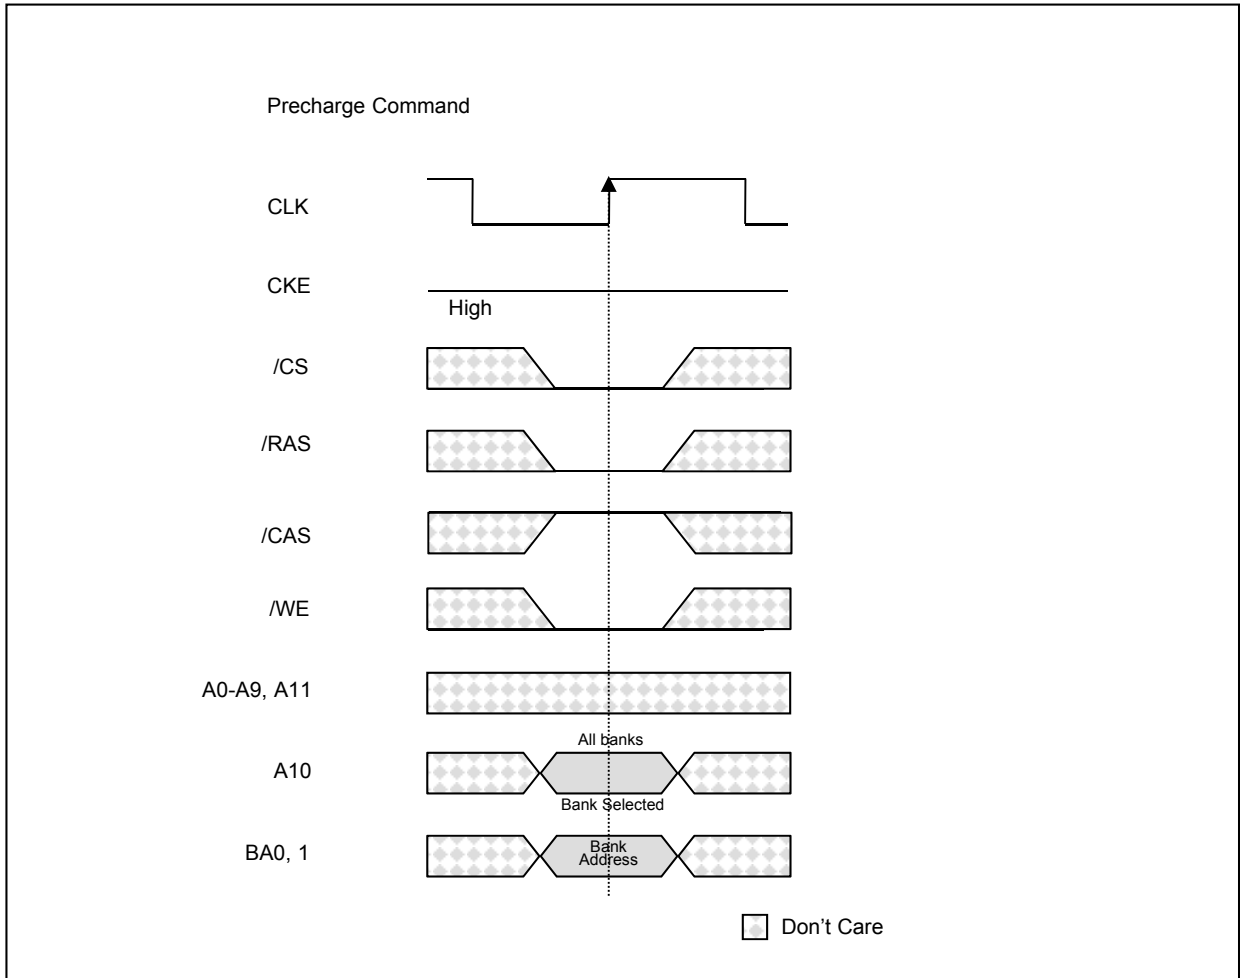 Precharge Command
CLK
CKE
High
/CS
/RAS
/CAS
/WE
A0-A9, A11
All banks
A10
Bank Selected
BA0, 1
Bank
Address
Don't Care